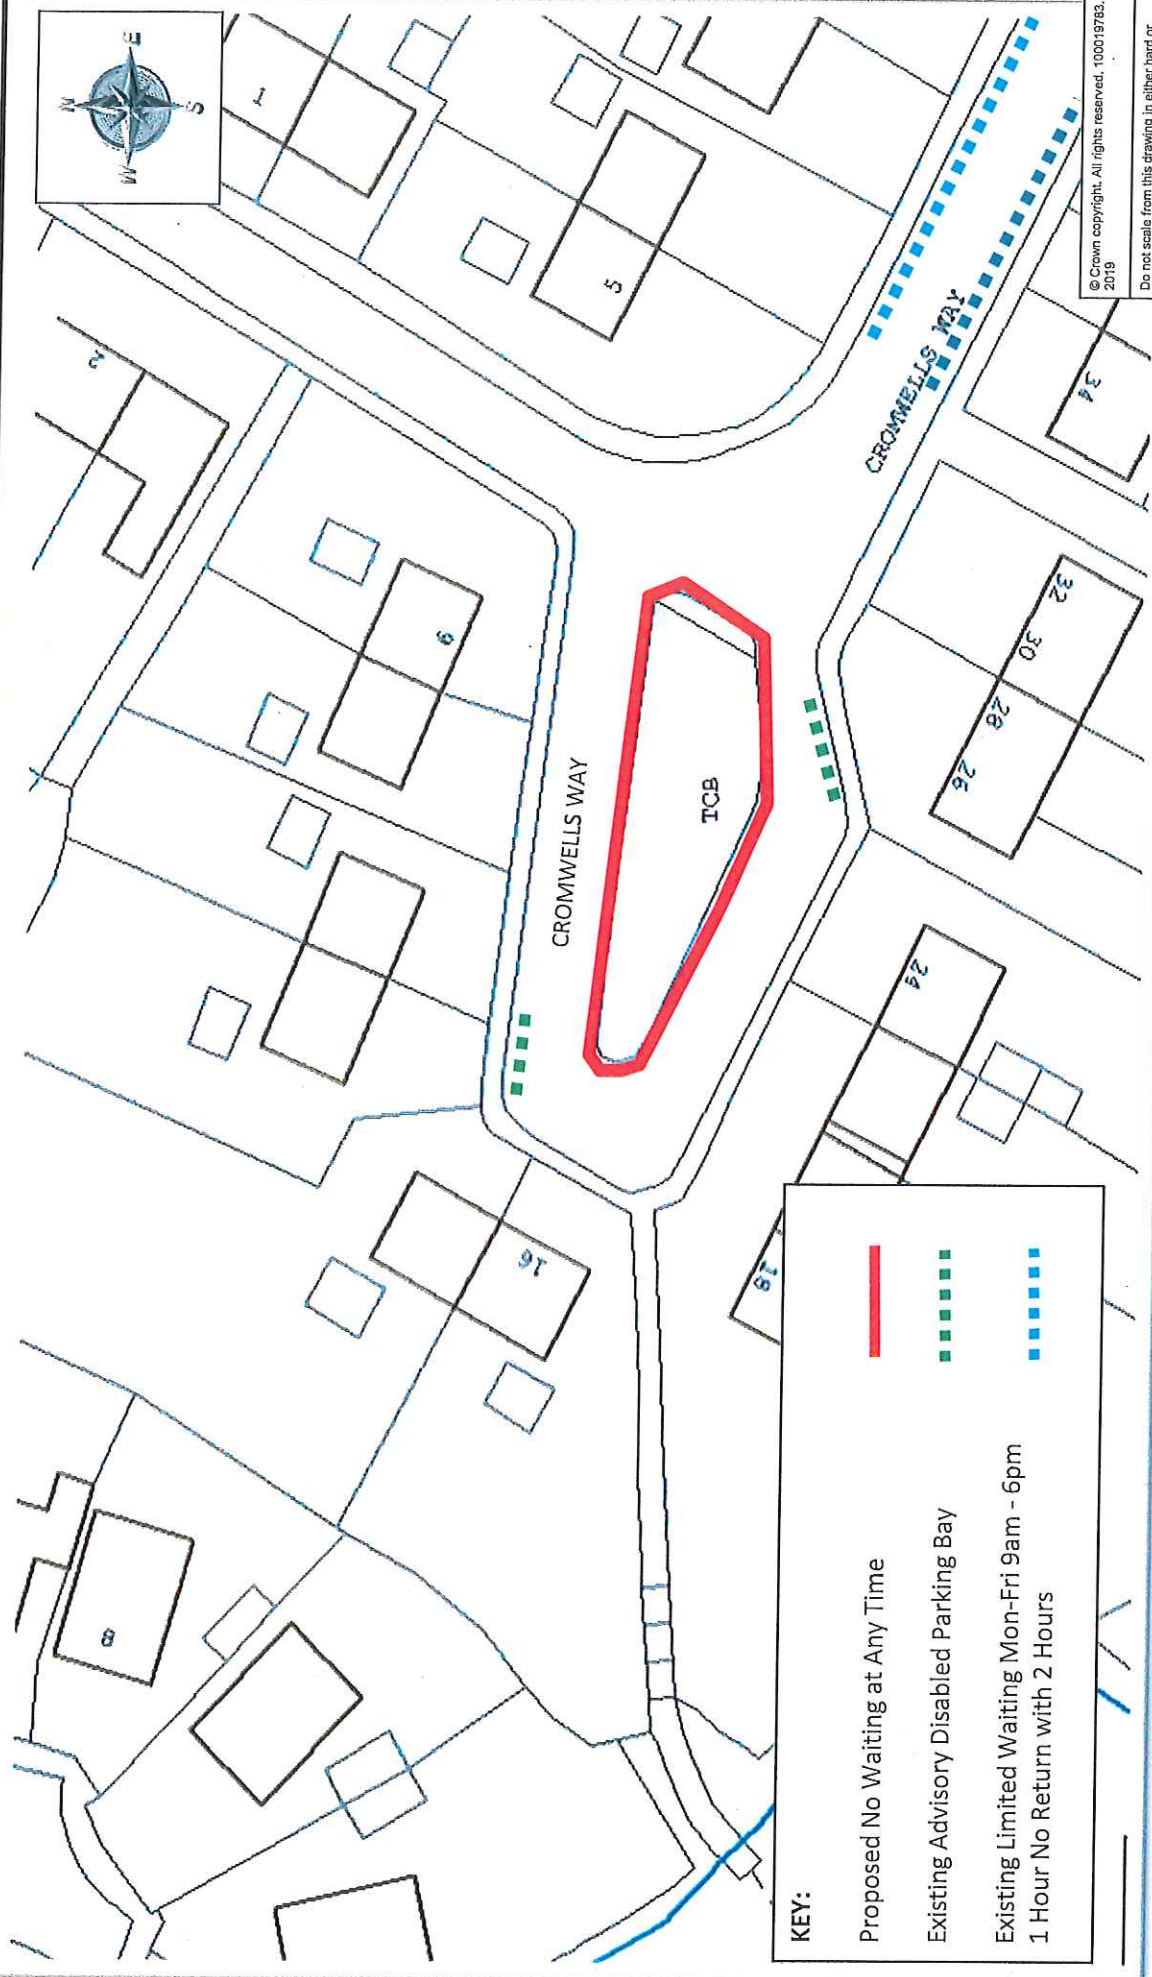 N
E
S
W
1
2
5
9
8
16
CROMWELLS WAY
CROMWELLS WAY
TCB
34
32
30
28
26
24
18
KEY:
Proposed No Waiting at Any Time
Existing Advisory Disabled Parking Bay
Existing Limited Waiting Mon-Fri 9am - 6pm
1 Hour No Return with 2 Hours
© Crown copyright. All rights reserved. 100019783.
2019
Do not scale from this drawing in either hard or